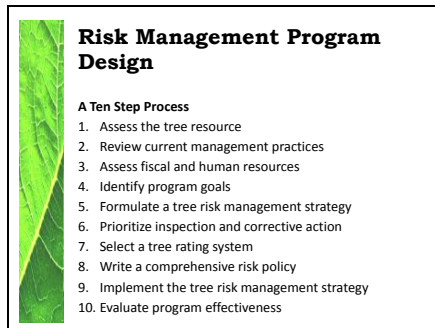 Risk Management Program
Design
A Ten Step Process
1. Assess the tree resource
2. Review current management practices
3. Assess fiscal and human resources
4. Identify program goals
5. Formulate a tree risk management strategy
6. Prioritize inspection and corrective action
7. Select a tree rating system
8. Write a comprehensive risk policy
9. Implement the tree risk management strategy
10. Evaluate program effectiveness